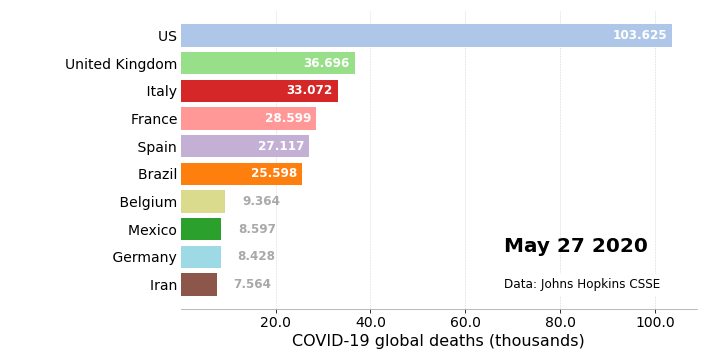 US 103.625
United Kingdom 36.696
Italy 33.072
France 28.599
Spain 27.117
Brazil 25.598
Belgium 9.364
Mexico 8.597
Germany 8.428
Iran 7.564
May 27 2020
Data: Johns Hopkins CSSE
20.0 40.0 60.0 80.0 100.0
COVID-19 global deaths (thousands)